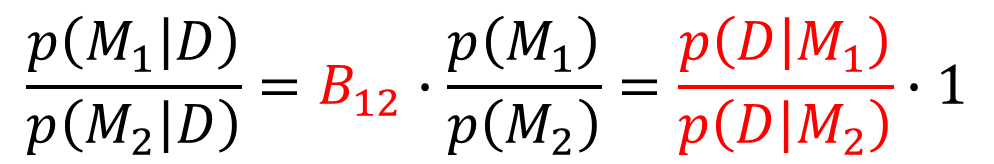 p(M₁|D)/p(M₂|D) = B₁₂ · p(M₁)/p(M₂) = p(D|M₁)/p(D|M₂) · 1